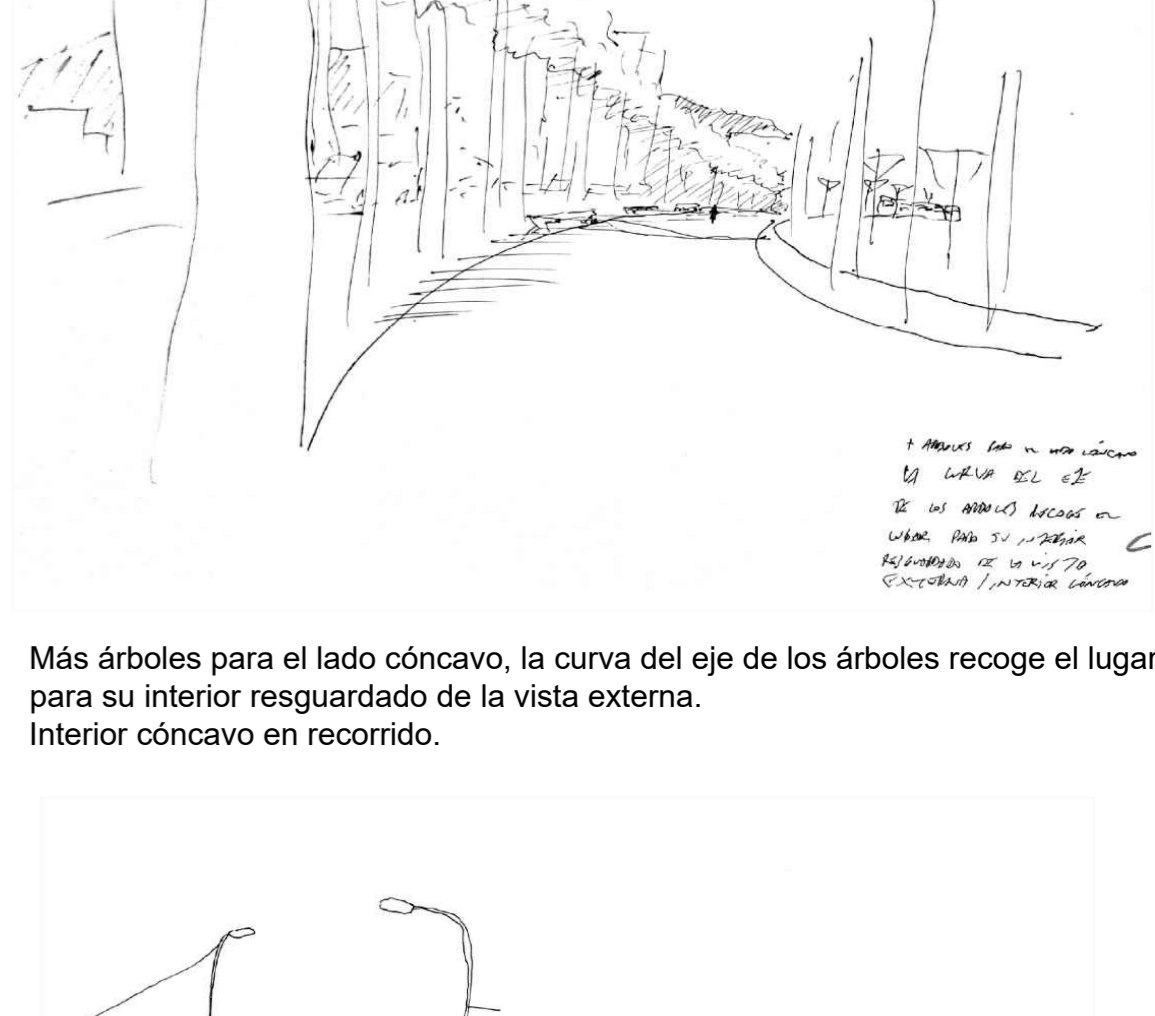 + ARBOLES PARA EL LADO CÓNCAVO
LA CURVA DEL EJE
DE LOS ARBOLES RECOGE EL
LUGAR PARA SU INTERIOR
RESGUARDADO DE LA VISTA
EXTERNA / INTERIOR CÓNCAVO
Más árboles para el lado cóncavo, la curva del eje de los árboles recoge el lugar
para su interior resguardado de la vista externa.
Interior cóncavo en recorrido.